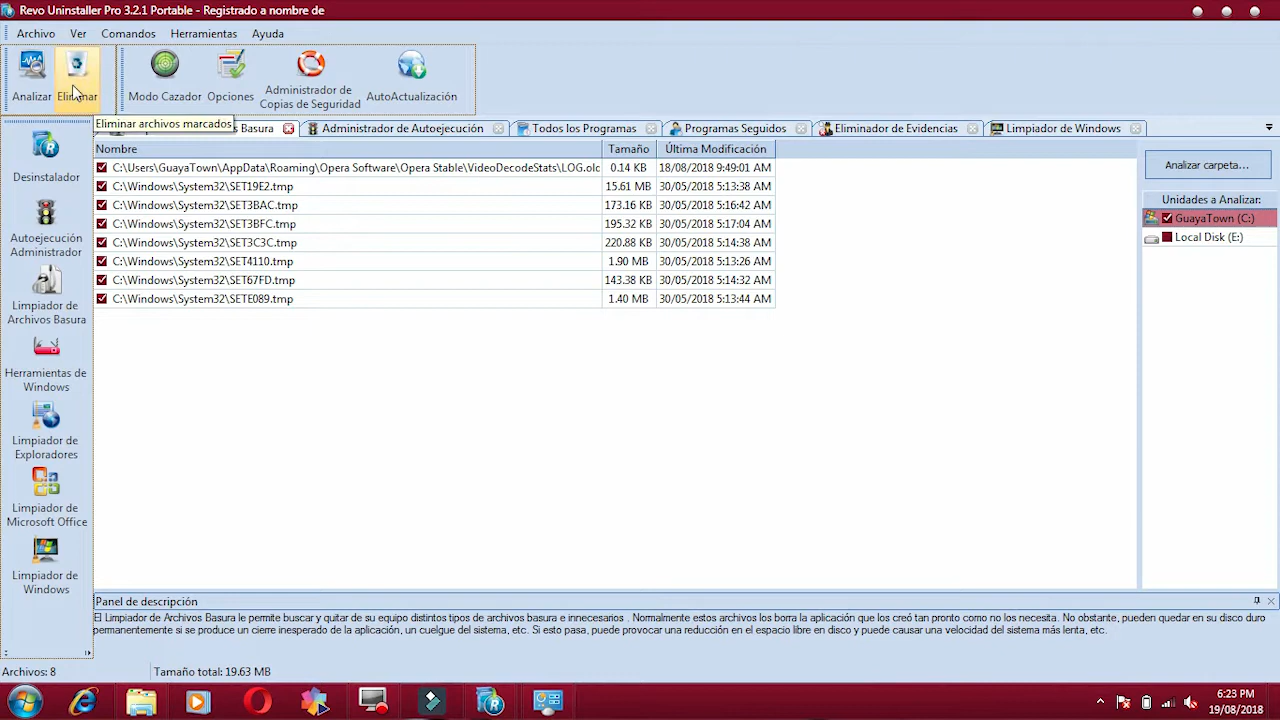 Revo Uninstaller Pro 3.2.1 Portable - Registrado a nombre de
Archivo Ver Comandos Herramientas Ayuda
Analizar
Eliminar
Modo Cazador
Opciones
Administrador de
Copias de Seguridad
AutoActualización
Eliminar archivos marcados
Basura
Administrador de Autoejecución
Todos los Programas
Programas Seguidos
Eliminador de Evidencias
Limpiador de Windows
Desinstalador
Autoejecución
Administrador
Limpiador de
Archivos Basura
Herramientas de
Windows
Limpiador de
Exploradores
Limpiador de
Microsoft Office
Limpiador de
Windows
Nombre Tamaño Última Modificación
C:\Users\GuayaTown\AppData\Roaming\Opera Software\Opera Stable\VideoDecodeStats\LOG.olc 0.14 KB 18/08/2018 9:49:01 AM
C:\Windows\System32\SET19E2.tmp 15.61 MB 30/05/2018 5:13:38 AM
C:\Windows\System32\SET3BAC.tmp 173.16 KB 30/05/2018 5:16:42 AM
C:\Windows\System32\SET3BFC.tmp 195.32 KB 30/05/2018 5:17:04 AM
C:\Windows\System32\SET3C3C.tmp 220.88 KB 30/05/2018 5:14:38 AM
C:\Windows\System32\SET4110.tmp 1.90 MB 30/05/2018 5:13:26 AM
C:\Windows\System32\SET67FD.tmp 143.38 KB 30/05/2018 5:14:32 AM
C:\Windows\System32\SETE089.tmp 1.40 MB 30/05/2018 5:13:44 AM
Analizar carpeta...
Unidades a Analizar:
GuayaTown (C:)
Local Disk (E:)
Panel de descripción
El Limpiador de Archivos Basura le permite buscar y quitar de su equipo distintos tipos de archivos basura e innecesarios . Normalmente estos archivos los borra la aplicación que los creó tan pronto como no los necesita. No obstante, pueden quedar en su disco duro
permanentemente si se produce un cierre inesperado de la aplicación, un cuelgue del sistema, etc. Si esto pasa, puede provocar una reducción en el espacio libre en disco y puede causar una velocidad del sistema más lenta, etc.
Archivos: 8 Tamaño total: 19.63 MB
6:23 PM
19/08/2018